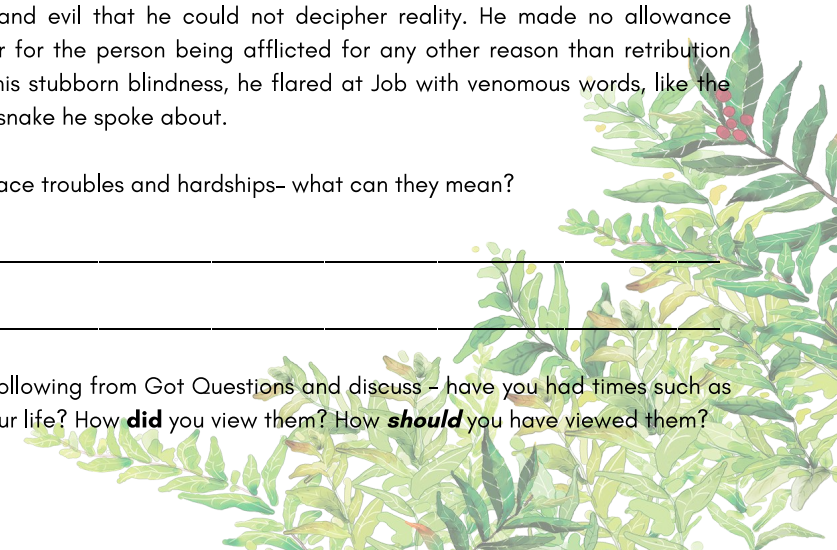 and evil that he could not decipher reality. He made no allowance
for the person being afflicted for any other reason than retribution
his stubborn blindness, he flared at Job with venomous words, like the
snake he spoke about.
troubles and hardships– what can they mean?
following from Got Questions and discuss – have you had times such as
life? How did you view them? How should you have viewed them?